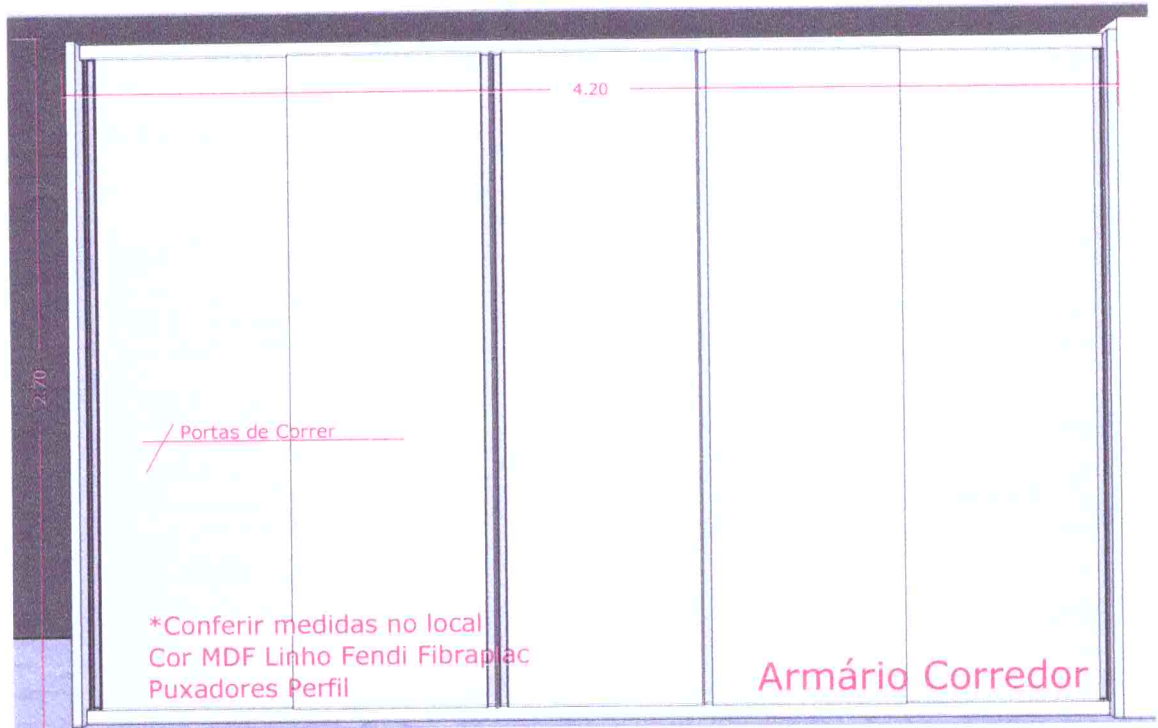 4.20
2.70
Portas de Correr
*Conferir medidas no local
Cor MDF Linho Fendi Fibraplac
Puxadores Perfil
Armário Corredor